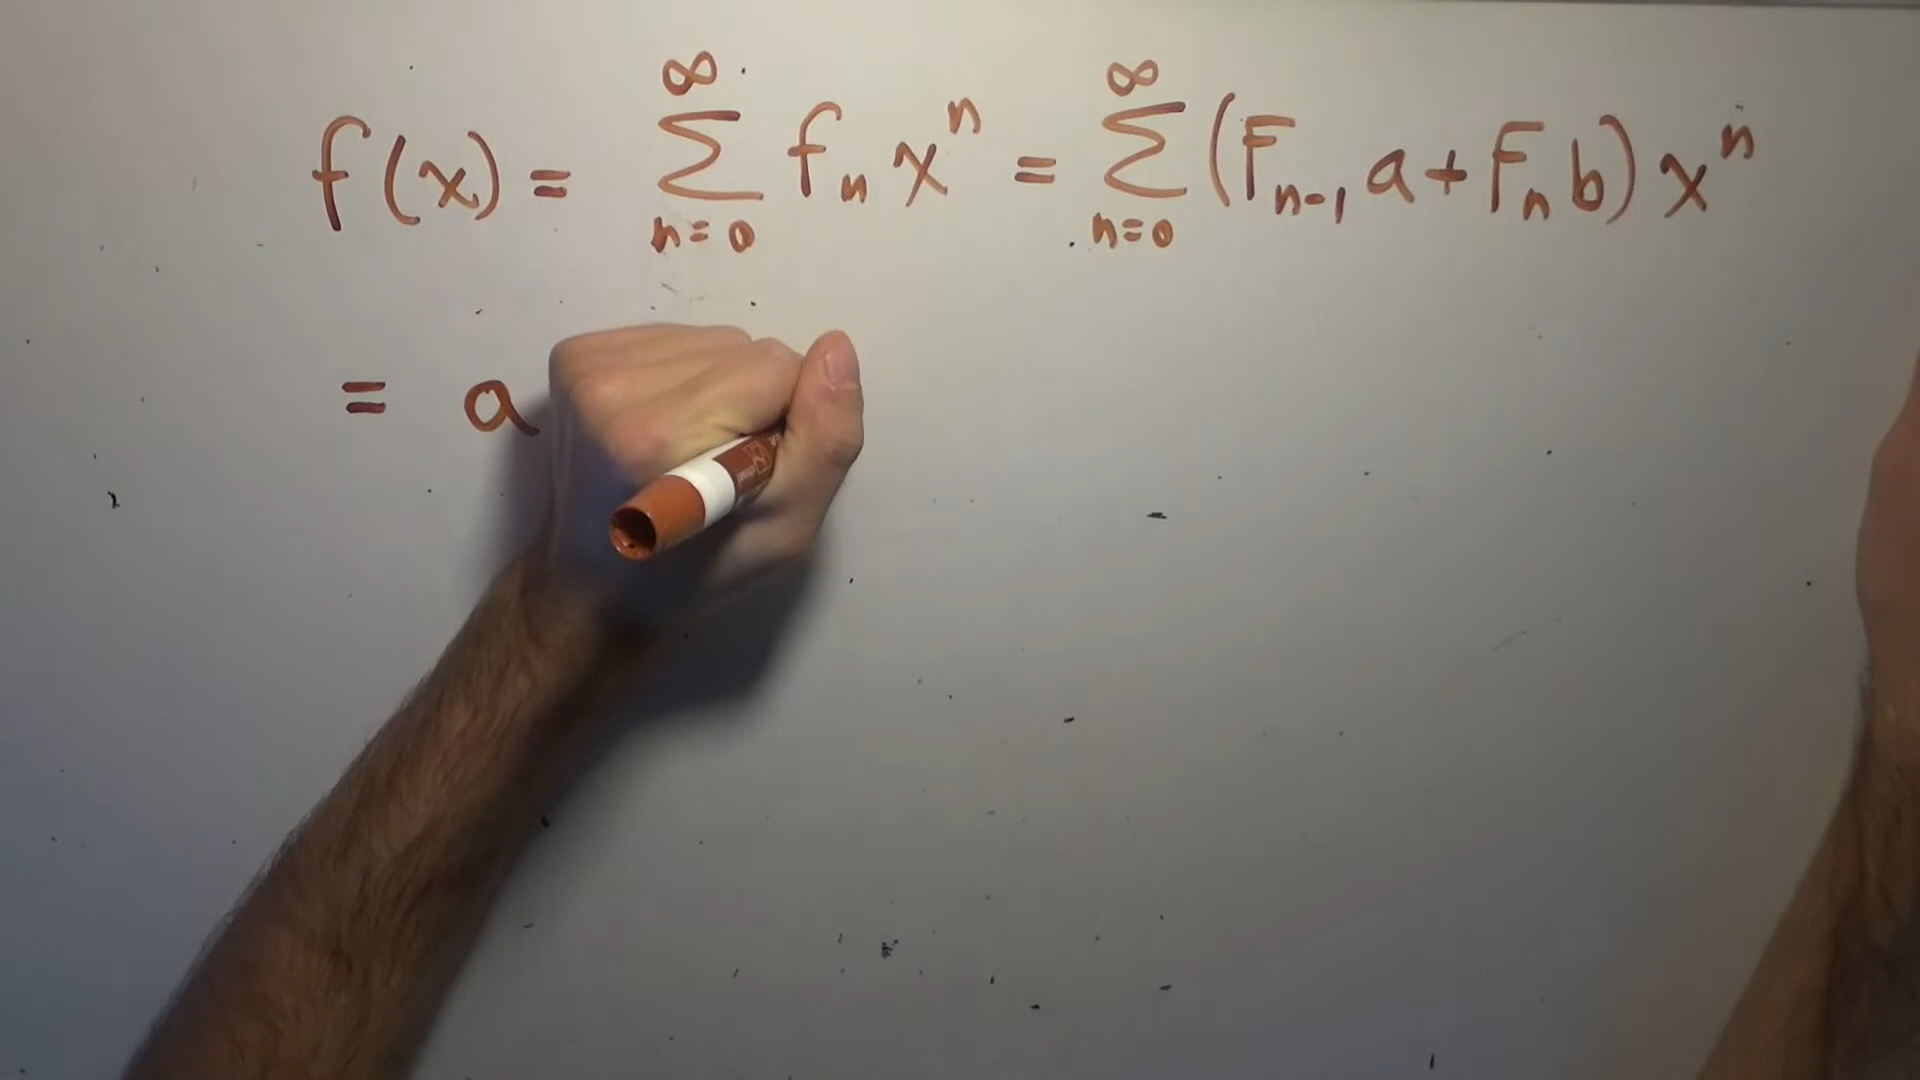 f(x) = ∑_{n=0}^{∞} f_n x^n = ∑_{n=0}^{∞} (F_{n-1} a + F_n b) x^n
= a